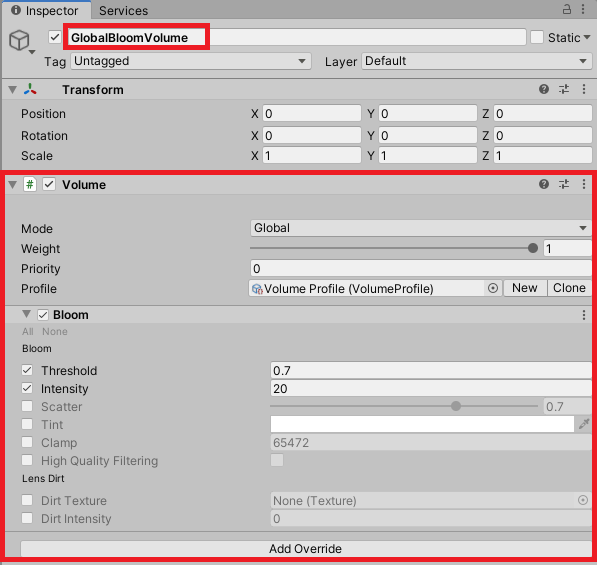 Inspector Services
GlobalBloomVolume Static
Tag Untagged Layer Default
Transform
Position X 0 Y 0 Z 0
Rotation X 0 Y 0 Z 0
Scale X 1 Y 1 Z 1
# Volume
Mode Global
Weight 1
Priority 0
Profile Volume Profile (VolumeProfile) New Clone
Bloom
All None
Bloom
Threshold 0.7
Intensity 20
Scatter 0.7
Tint
Clamp 65472
High Quality Filtering
Lens Dirt
Dirt Texture None (Texture)
Dirt Intensity 0
Add Override